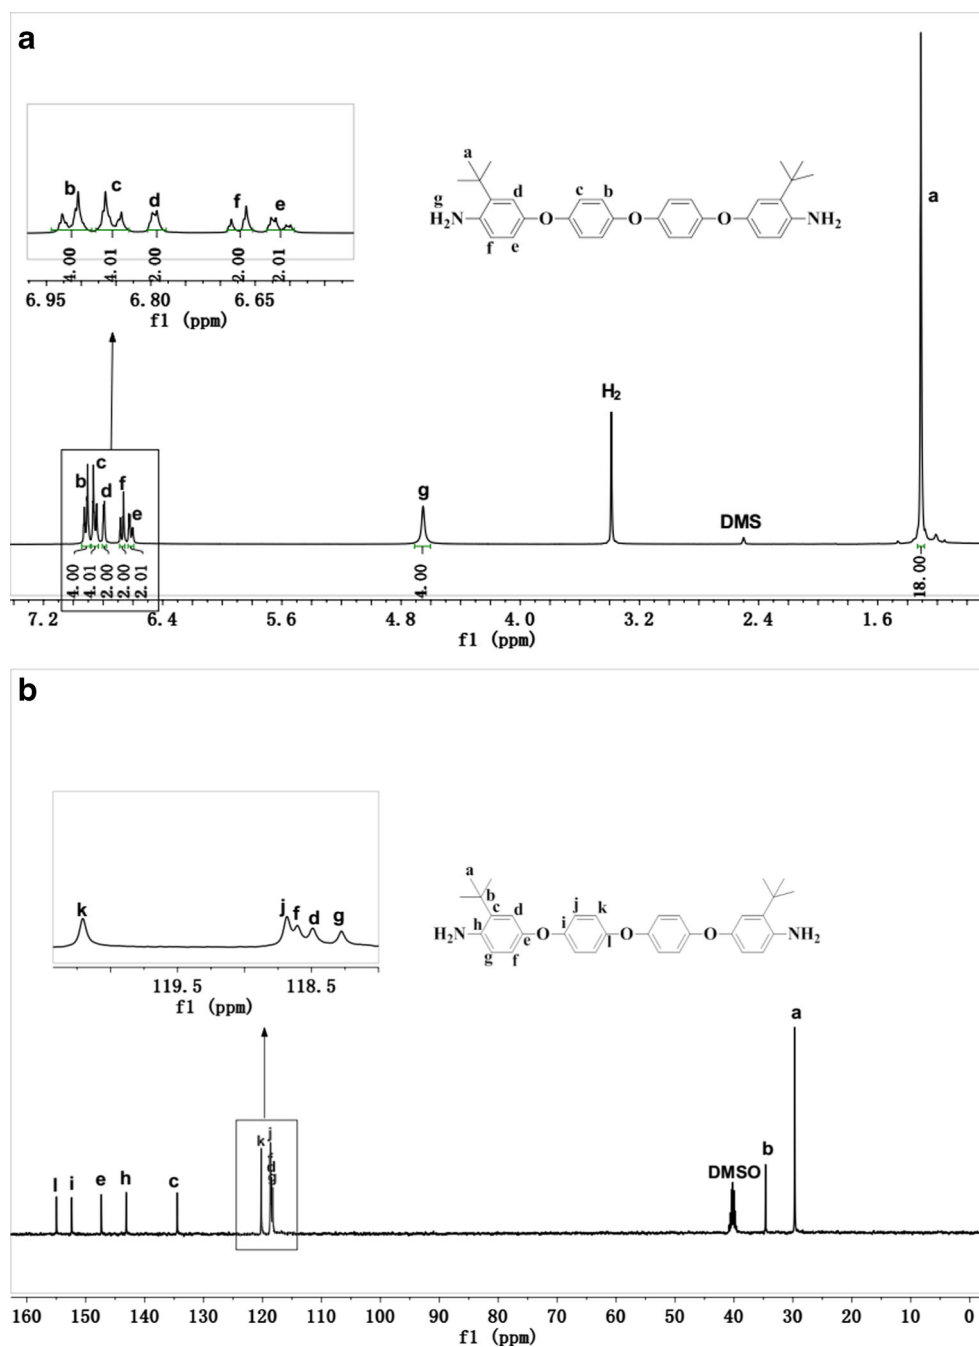 a
b
c
d
f
e
4.00
4.01
2.00
2.00
2.01
6.95
6.80
6.65
f1 (ppm)
a
g
d
c
b
H₂N
O
O
O
NH₂
f
e
a
H₂
b
c
d
f
e
g
DMS
4.00
4.01
2.00
2.00
2.01
4.00
18.00
7.2
6.4
5.6
4.8
4.0
3.2
2.4
1.6
f1 (ppm)
b
k
j
f
d
g
119.5
118.5
f1 (ppm)
a
b
c
d
j
k
h
i
H₂N
e
O
O
l
O
NH₂
g
f
a
l
i
e
h
c
k
j
f
d
g
DMSO
b
160 150 140 130 120 110 100 90 80 70 60 50 40 30 20 10 0
f1 (ppm)